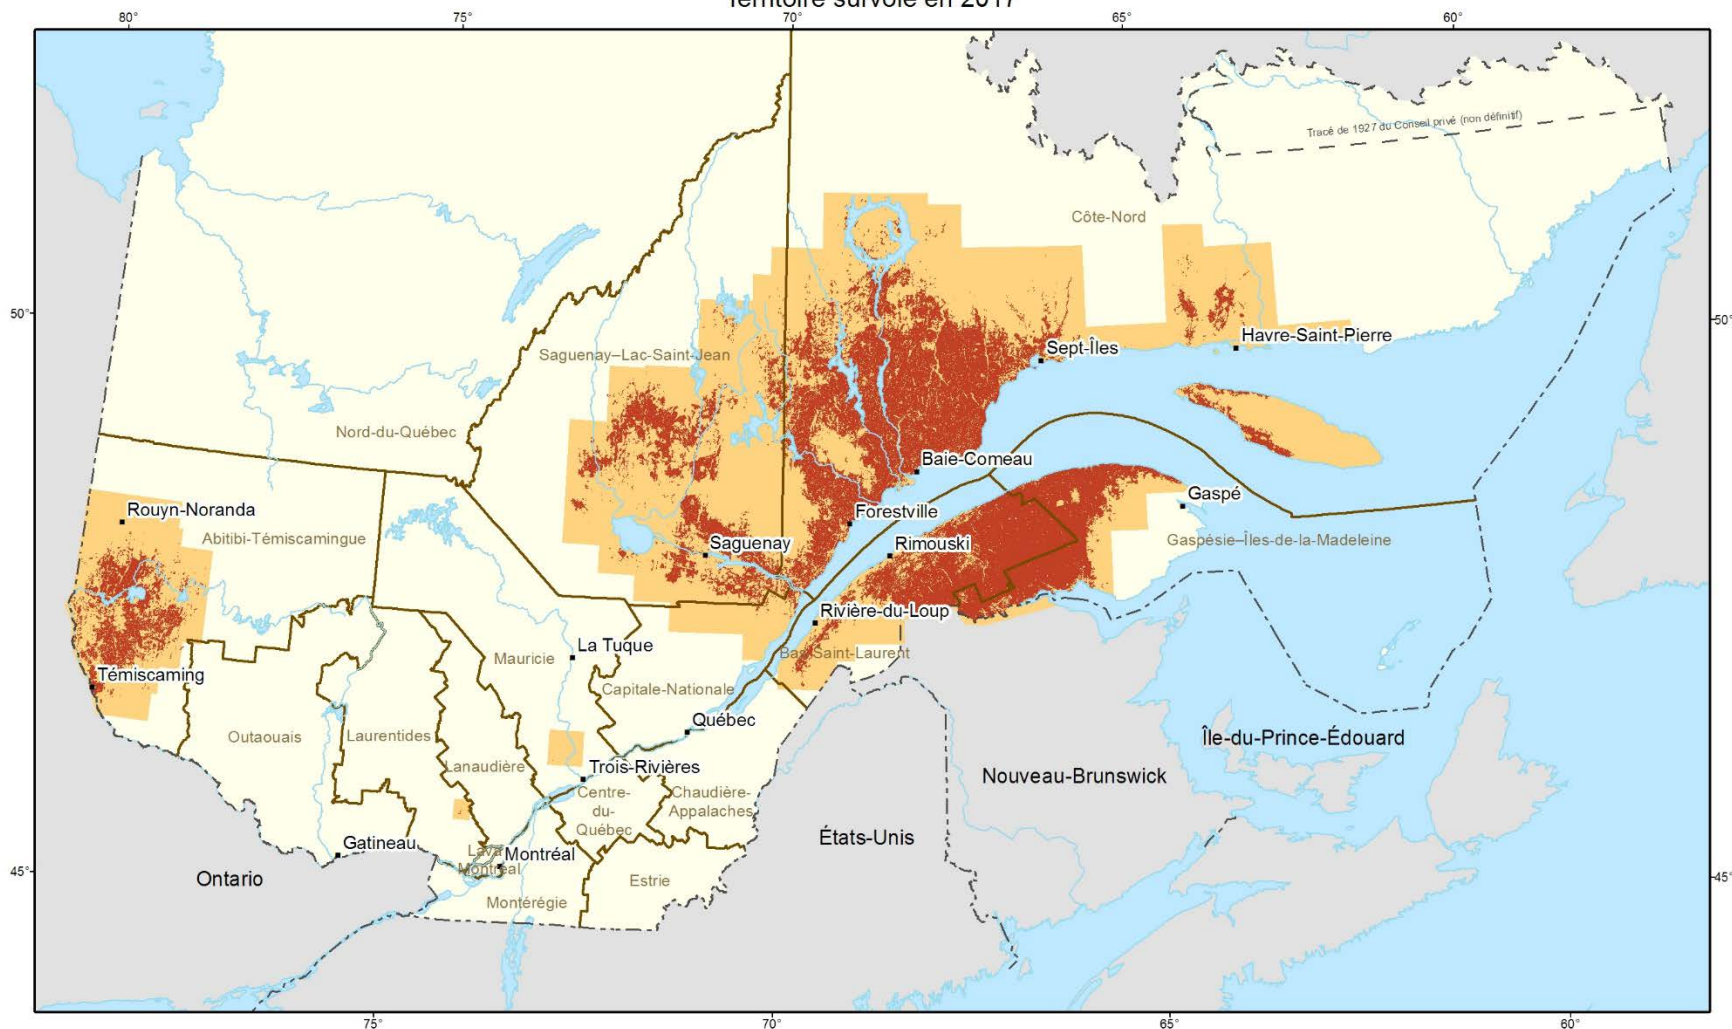 Territoire survolé en 2017
80°
75°
70°
65°
60°
Tracé de 1927 du Conseil privé (non définitif)
Côte-Nord
50°
50°
Havre-Saint-Pierre
Sept-Îles
Saguenay–Lac-Saint-Jean
Nord-du-Québec
Baie-Comeau
Gaspé
Rouyn-Noranda
Forestville
Abitibi-Témiscamingue
Gaspésie–Îles-de-la-Madeleine
Saguenay
Rimouski
Rivière-du-Loup
La Tuque
Mauricie
Bas-Saint-Laurent
Témiscaming
Capitale-Nationale
Québec
Outaouais
Laurentides
Île-du-Prince-Édouard
Lanaudière
Trois-Rivières
Nouveau-Brunswick
Centre-
du-
Québec
Chaudière-
Appalaches
États-Unis
Gatineau
Laval
Montréal
Montréal
45°
Ontario
Estrie
45°
Montérégie
75°
70°
65°
60°